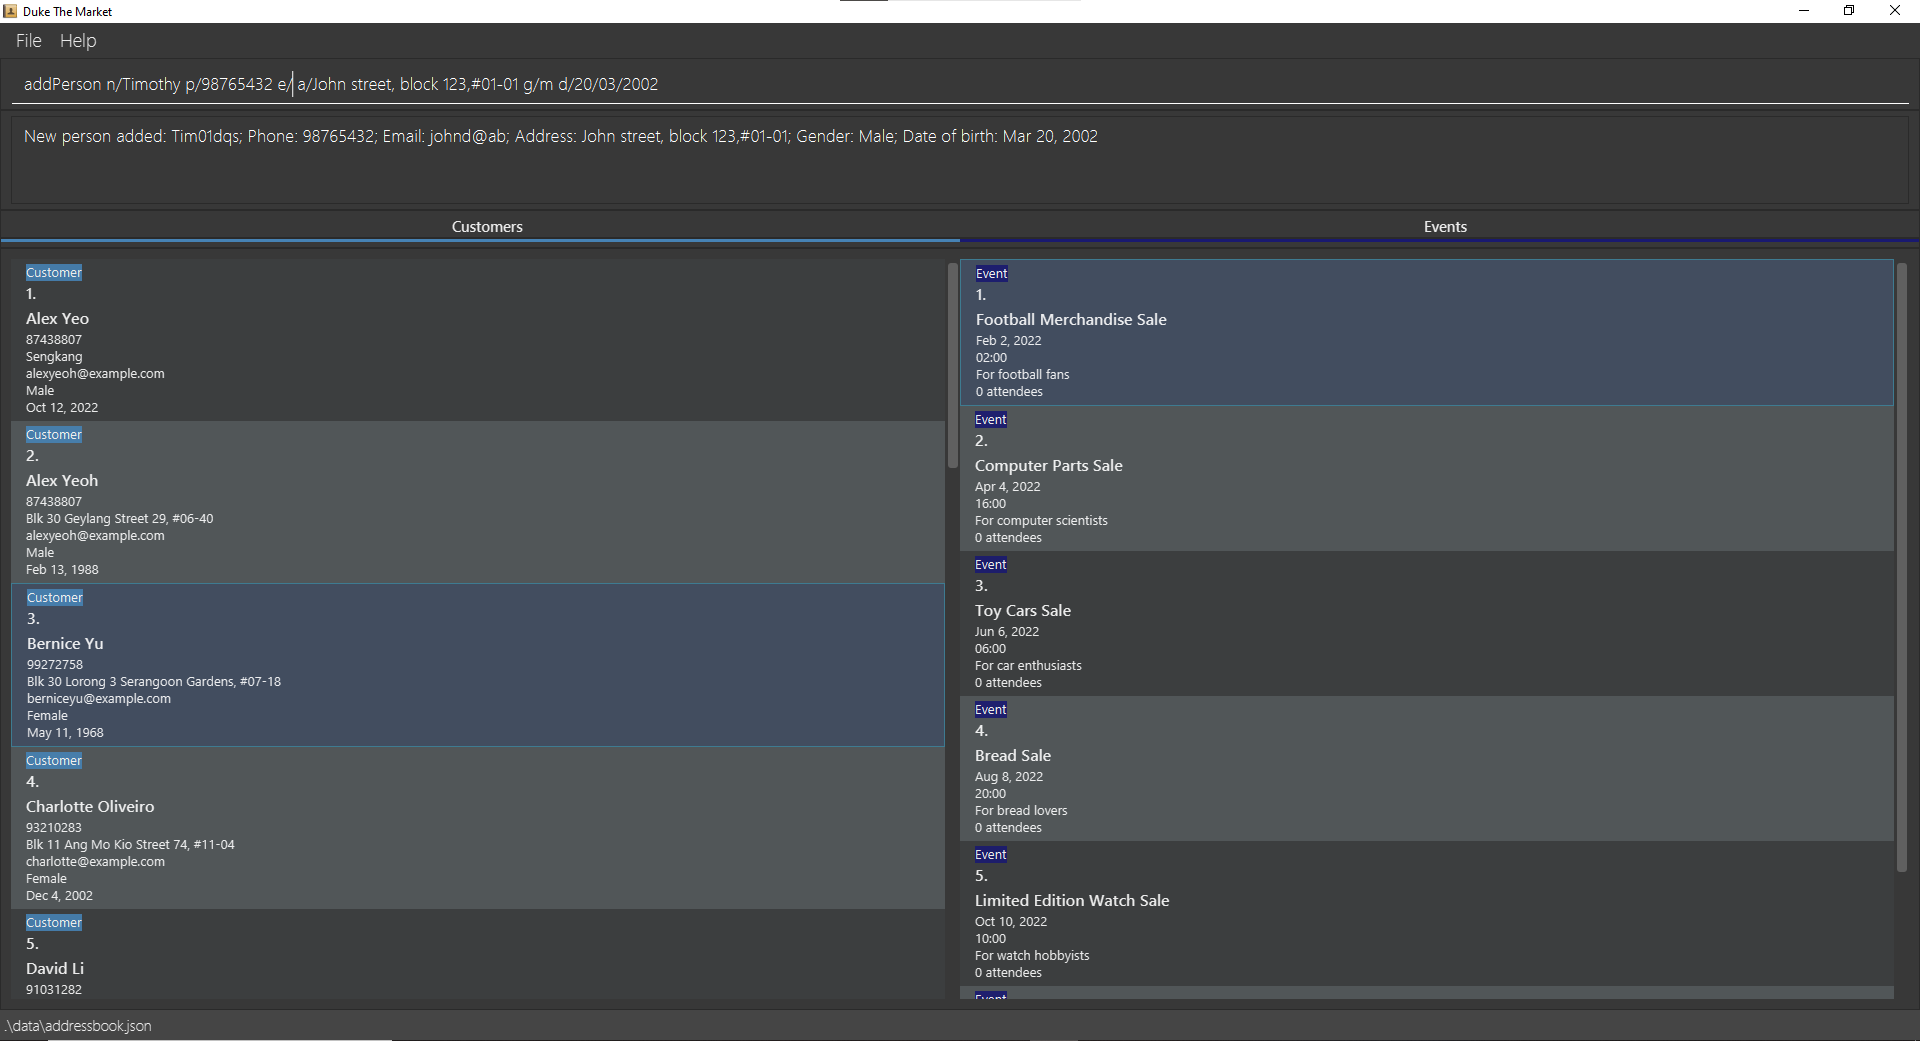 Duke The Market
File Help
addPerson n/Timothy p/98765432 e/ a/John street, block 123,#01-01 g/m d/20/03/2002
New person added: Tim01dqs; Phone: 98765432; Email: johnd@ab; Address: John street, block 123,#01-01; Gender: Male; Date of birth: Mar 20, 2002
Customers
Customer
1.
Alex Yeo
87438807
Sengkang
alexyeoh@example.com
Male
Oct 12, 2022
Customer
2.
Alex Yeoh
87438807
Blk 30 Geylang Street 29, #06-40
alexyeoh@example.com
Male
Feb 13, 1988
Customer
3.
Bernice Yu
99272758
Blk 30 Lorong 3 Serangoon Gardens, #07-18
berniceyu@example.com
Female
May 11, 1968
Customer
4.
Charlotte Oliveiro
93210283
Blk 11 Ang Mo Kio Street 74, #11-04
charlotte@example.com
Female
Dec 4, 2002
Customer
5.
David Li
91031282
Events
Event
1.
Football Merchandise Sale
Feb 2, 2022
02:00
For football fans
0 attendees
Event
2.
Computer Parts Sale
Apr 4, 2022
16:00
For computer scientists
0 attendees
Event
3.
Toy Cars Sale
Jun 6, 2022
06:00
For car enthusiasts
0 attendees
Event
4.
Bread Sale
Aug 8, 2022
20:00
For bread lovers
0 attendees
Event
5.
Limited Edition Watch Sale
Oct 10, 2022
10:00
For watch hobbyists
0 attendees
Event
.\data\addressbook.json